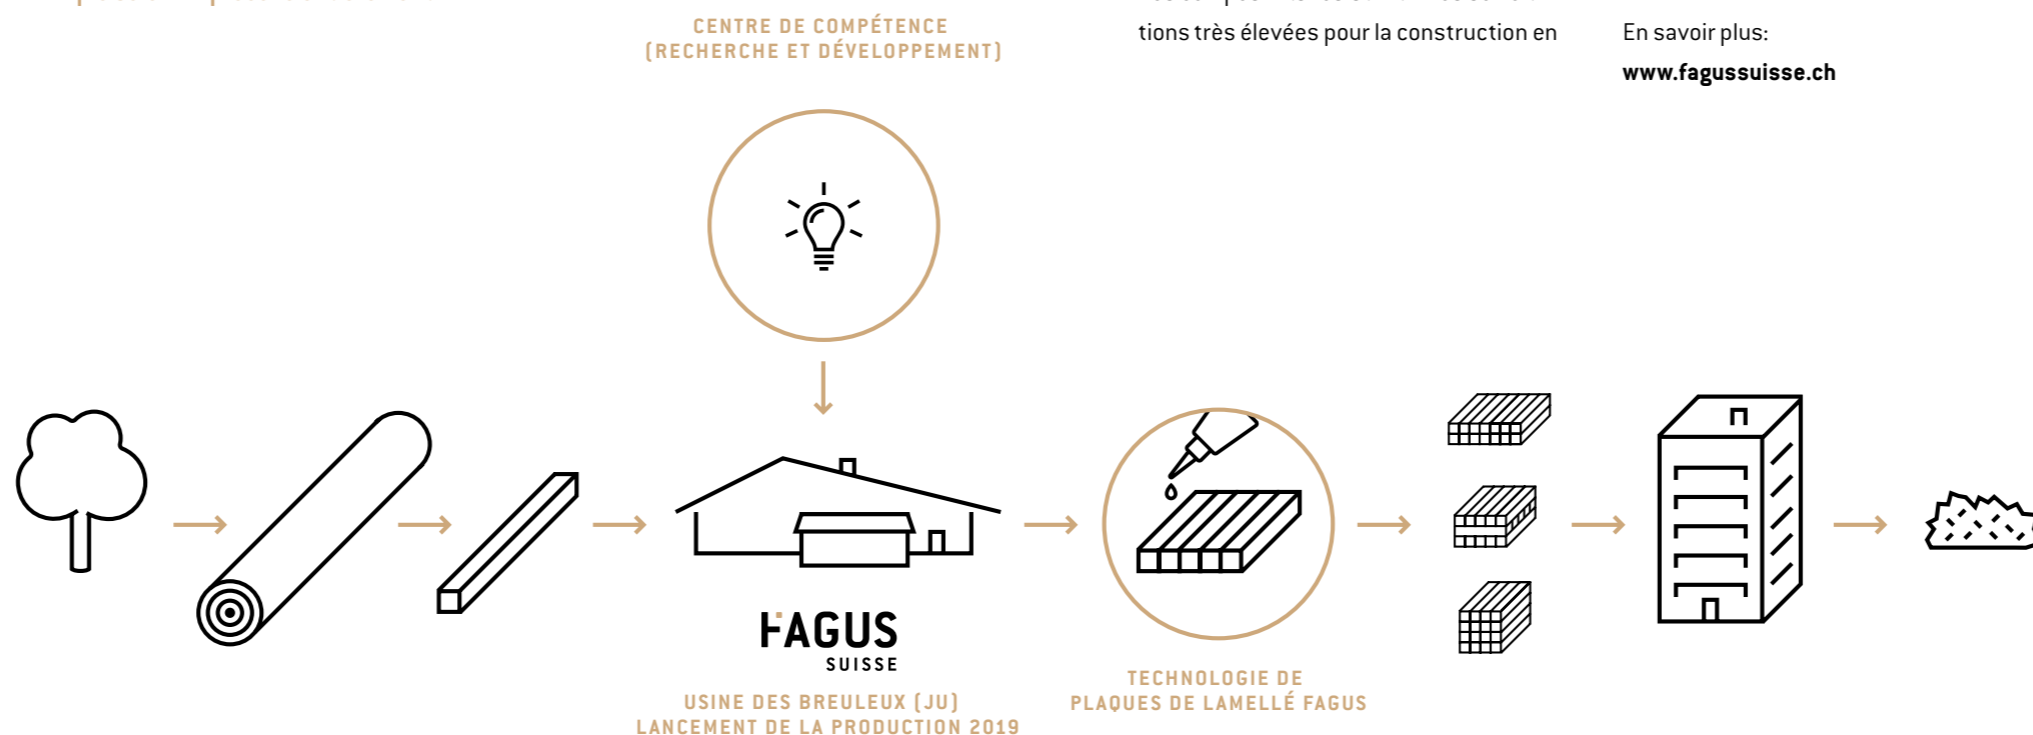 CENTRE DE COMPÉTENCE
(RECHERCHE ET DÉVELOPPEMENT)
tions très élevées pour la construction en
En savoir plus:
www.fagussuisse.ch
FAGUS
SUISSE
USINE DES BREULEUX (JU)
LANCEMENT DE LA PRODUCTION 2019
TECHNOLOGIE DE
PLAQUES DE LAMELLÉ FAGUS